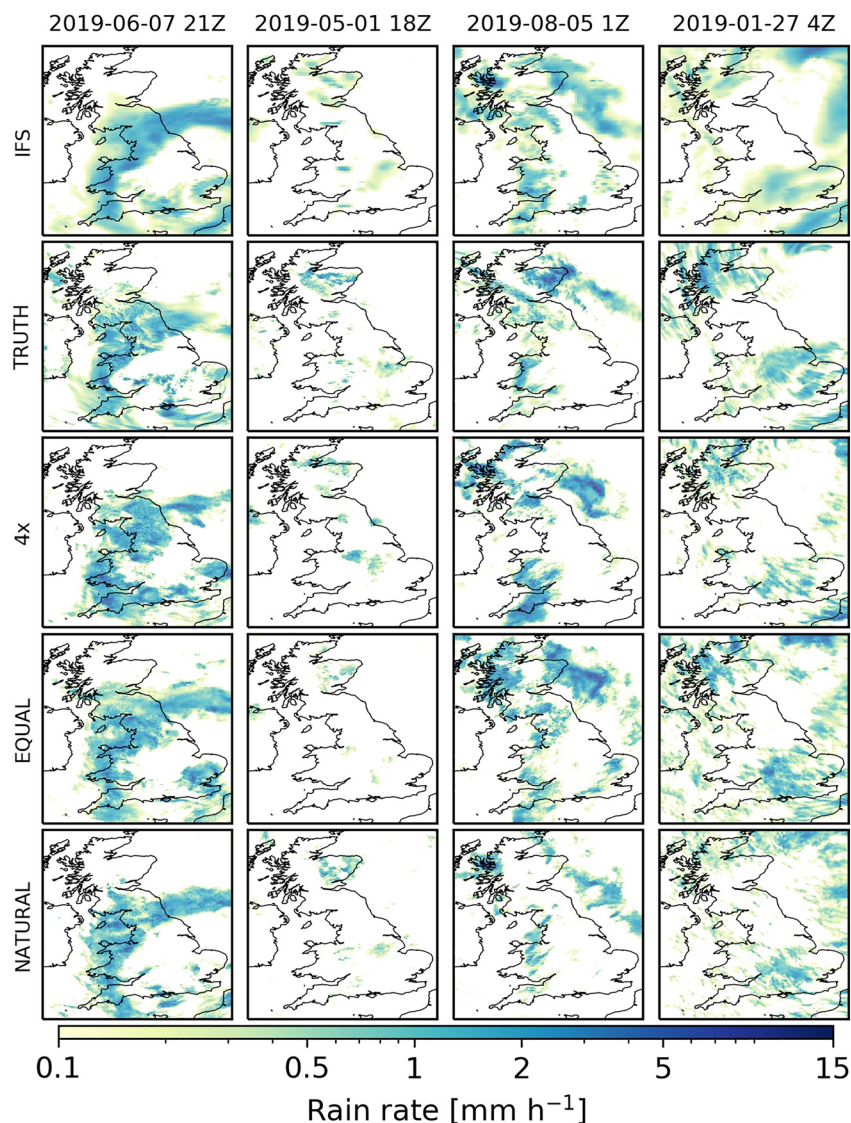 2019-06-07 21Z 2019-05-01 18Z 2019-08-05 1Z 2019-01-27 4Z
IFS
TRUTH
4x
EQUAL
NATURAL
0.1 0.5 1 2 5 15
Rain rate [mm h⁻¹]